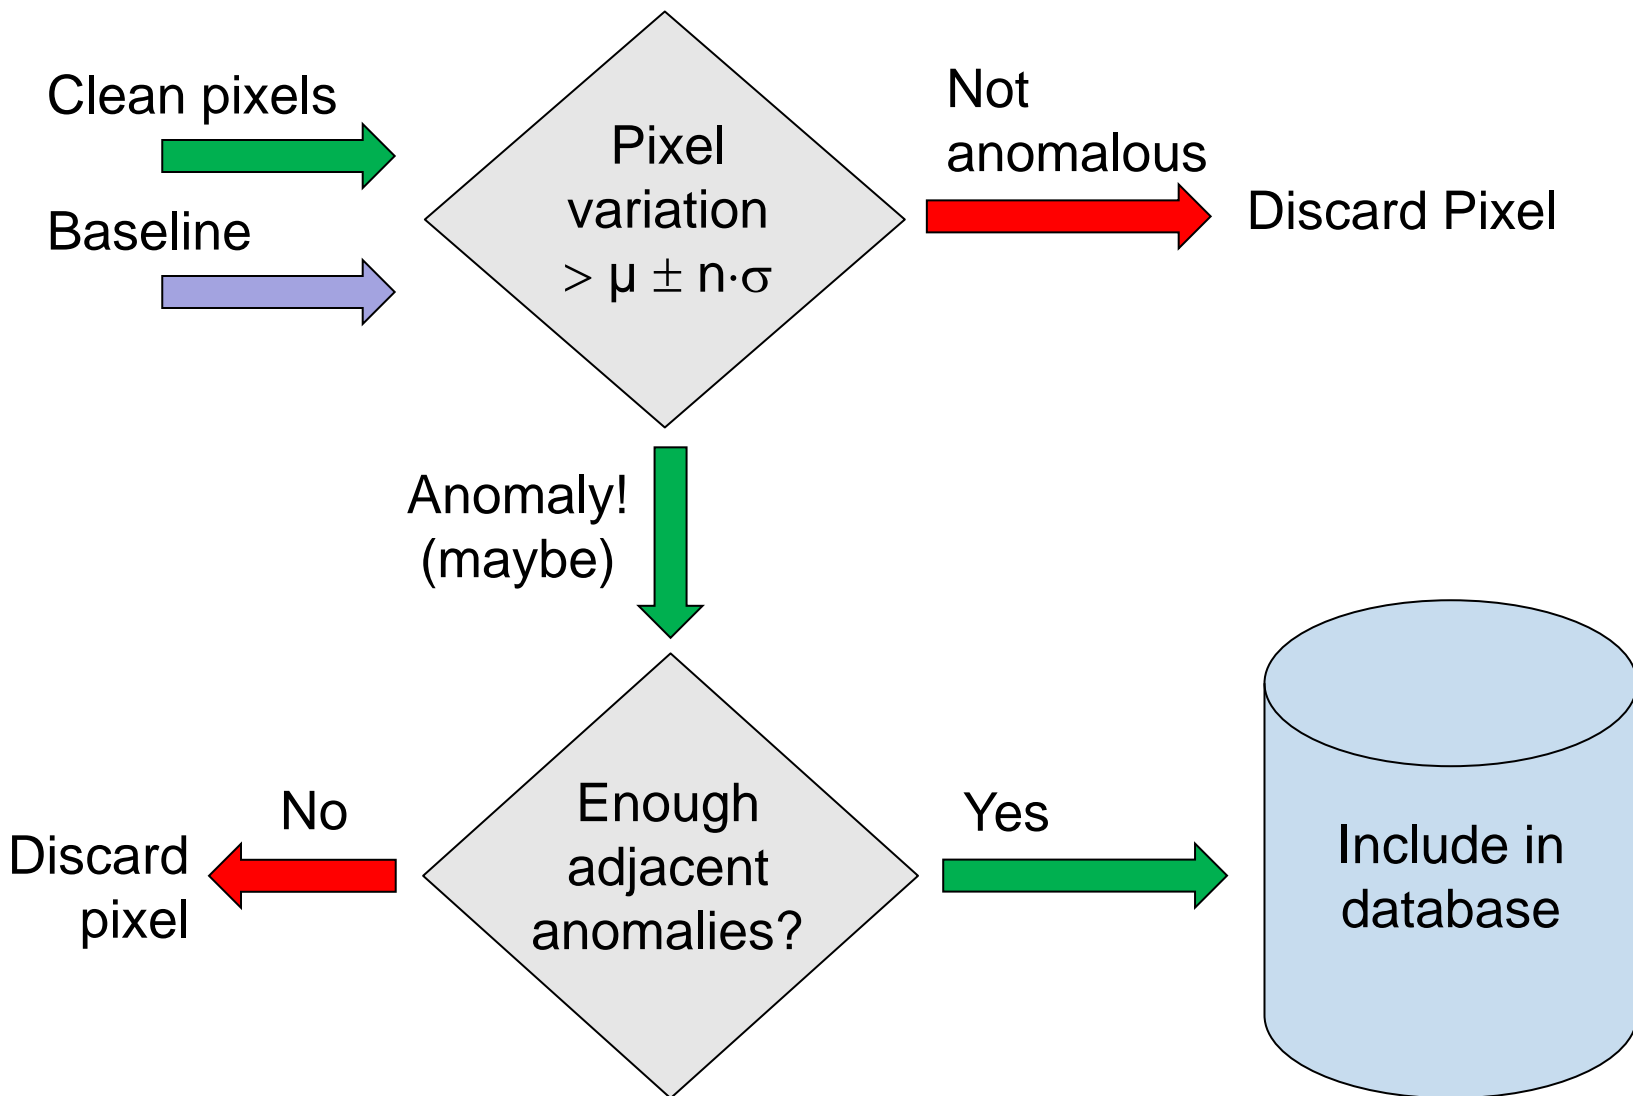 Clean pixels
Baseline
Pixel
variation
> μ ± n·σ
Not
anomalous
Discard Pixel
Anomaly!
(maybe)
No
Discard
pixel
Enough
adjacent
anomalies?
Yes
Include in
database